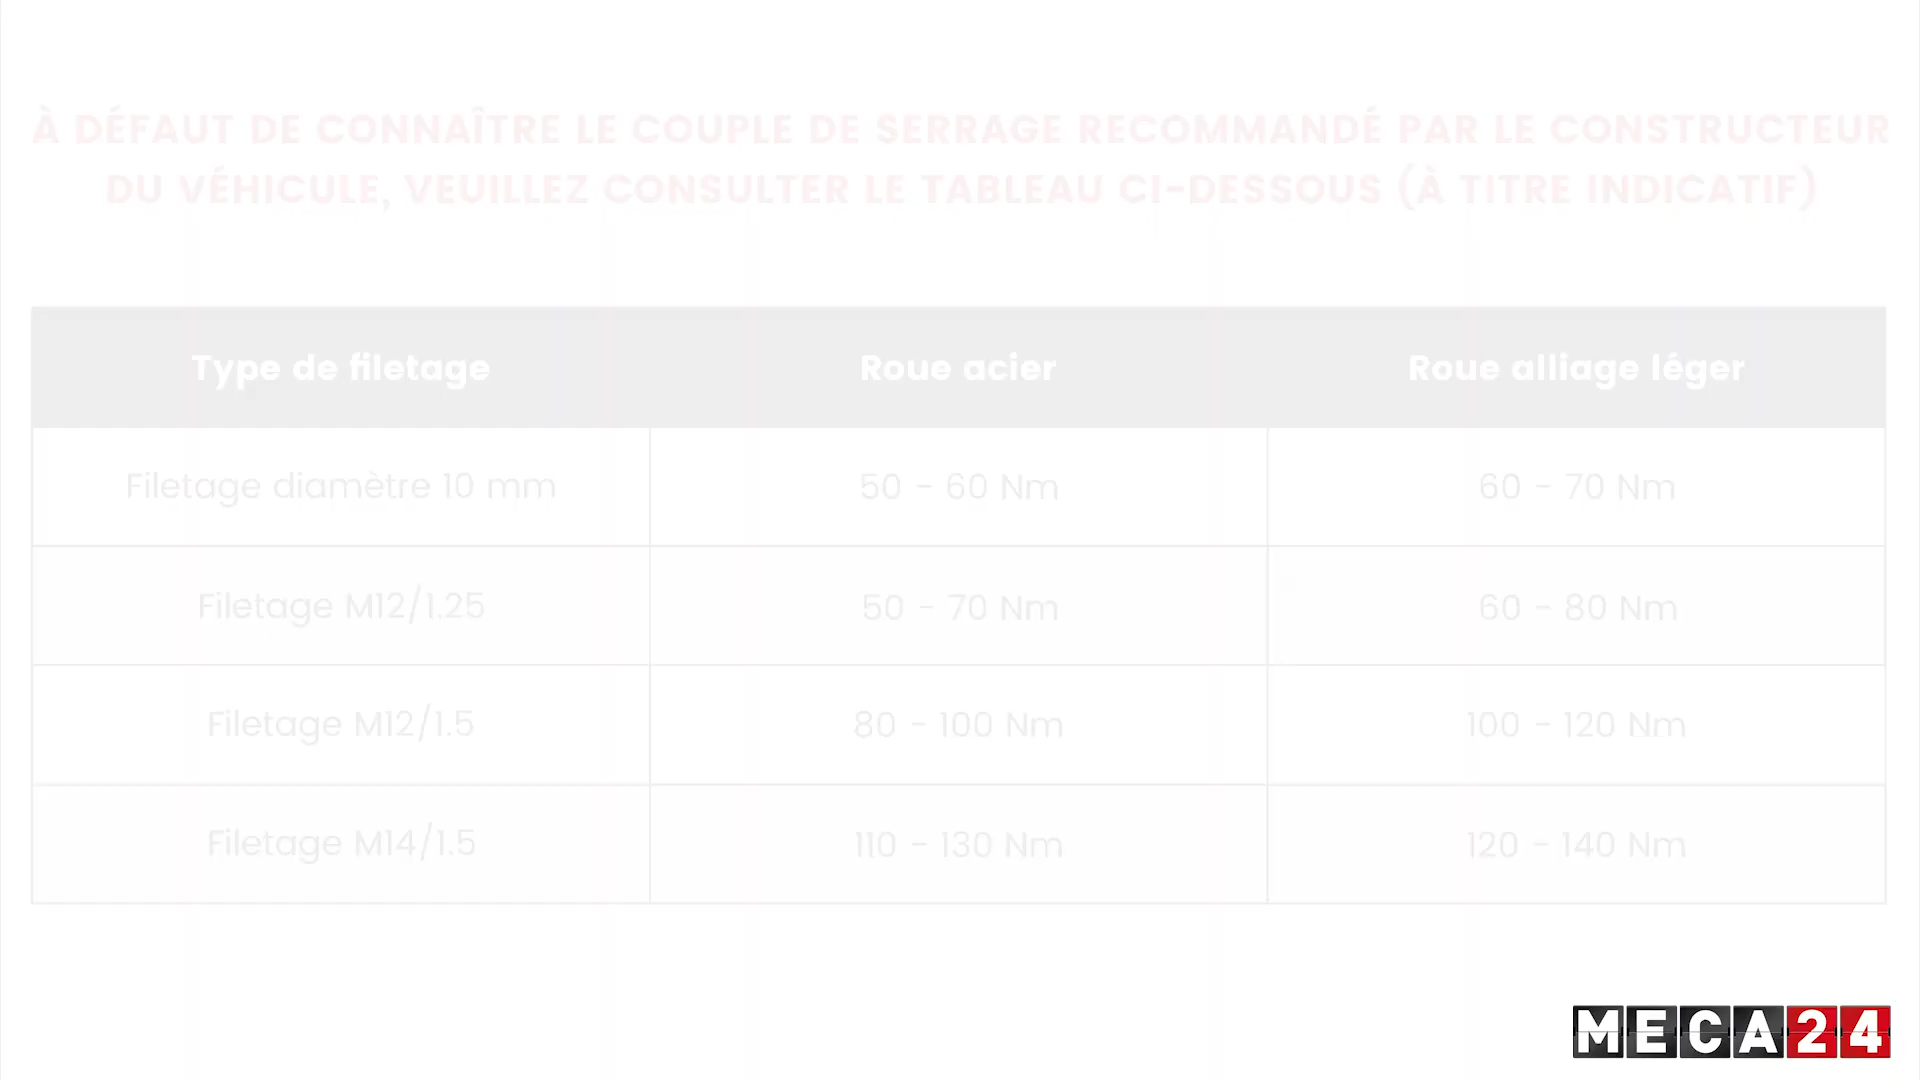 À DÉFAUT DE CONNAÎTRE LE COUPLE DE SERRAGE RECOMMANDÉ PAR LE CONSTRUCTEUR
DU VÉHICULE, VEUILLEZ CONSULTER LE TABLEAU CI-DESSOUS (À TITRE INDICATIF)
Type de filetage Roue acier Roue alliage léger
Filetage diamètre 10 mm 50 - 60 Nm 60 - 70 Nm
Filetage M12/1.25 50 - 70 Nm 60 - 80 Nm
Filetage M12/1.5 80 - 100 Nm 100 - 120 Nm
Filetage M14/1.5 110 - 130 Nm 120 - 140 Nm
MECA24